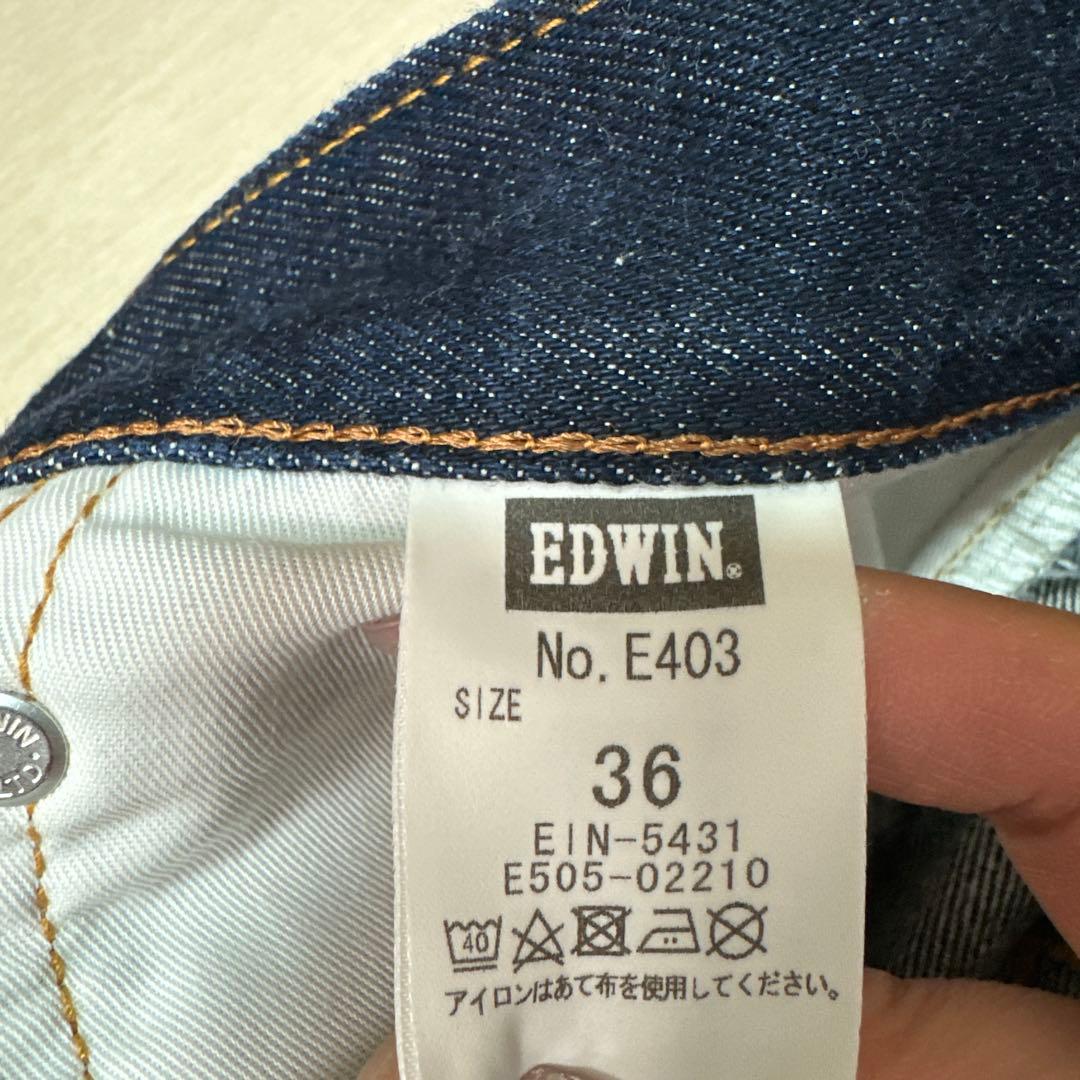 EDWIN®
No. E403
SIZE
36
EIN-5431
E505-02210
40
アイロンはあて布を使用してください。